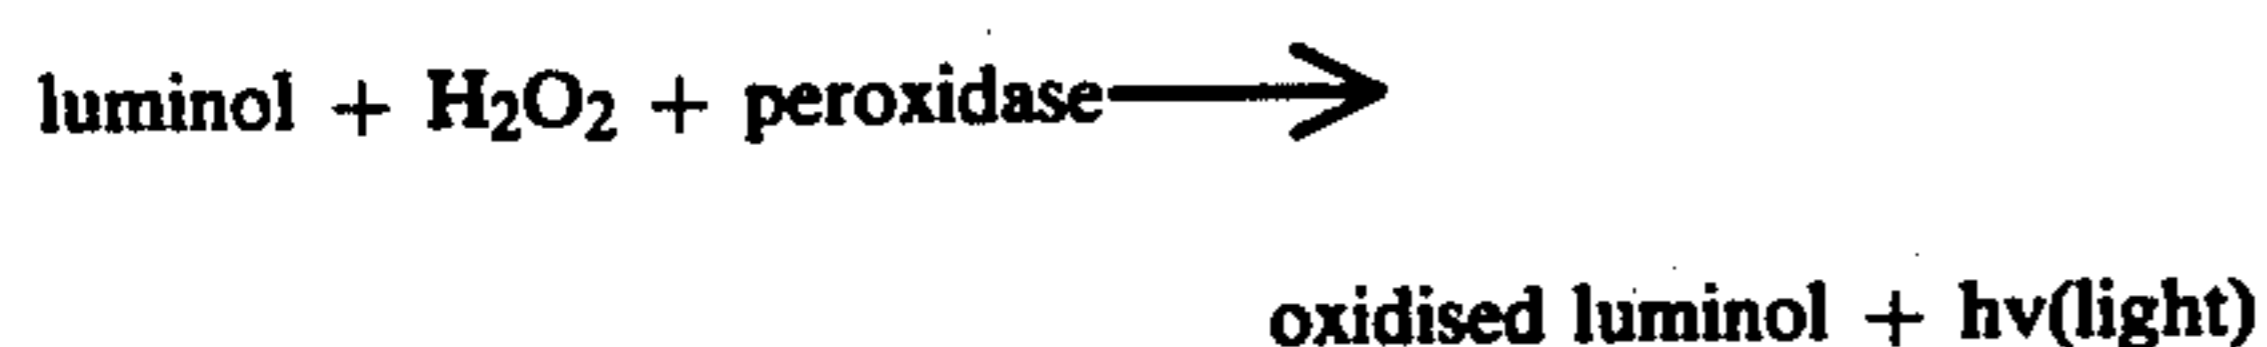 luminol + H₂O₂ + peroxidase⟶
oxidised luminol + hv(light)